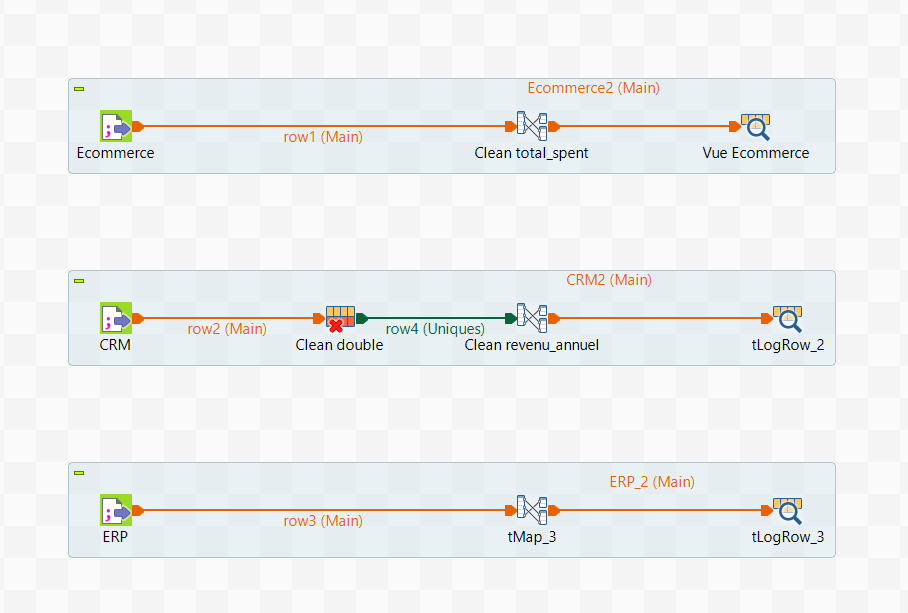 Ecommerce2 (Main)
row1 (Main)
Ecommerce
Clean total_spent
Vue Ecommerce
CRM2 (Main)
row2 (Main)
row4 (Uniques)
CRM
Clean double
Clean revenu_annuel
tLogRow_2
ERP_2 (Main)
row3 (Main)
ERP
tMap_3
tLogRow_3